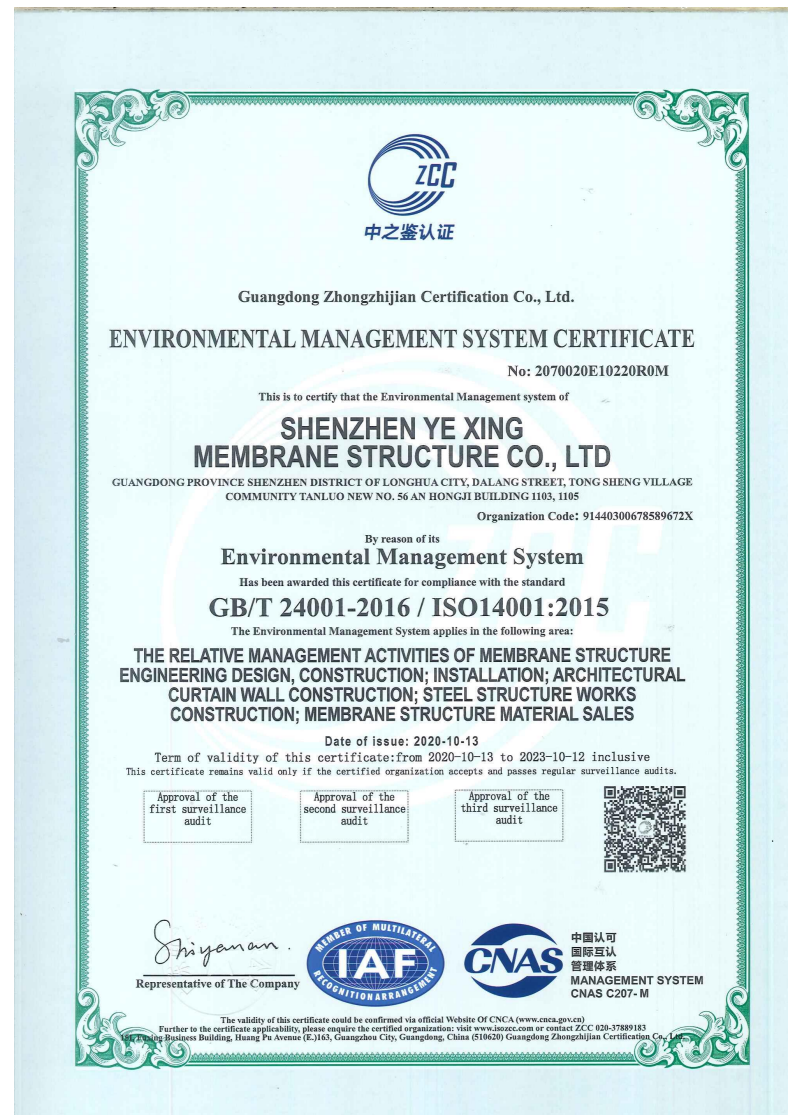 ZCC
中之鉴认证
Guangdong Zhongzhijian Certification Co., Ltd.
ENVIRONMENTAL MANAGEMENT SYSTEM CERTIFICATE
No: 2070020E10220R0M
This is to certify that the Environmental Management system of
SHENZHEN YE XING
MEMBRANE STRUCTURE CO., LTD
GUANGDONG PROVINCE SHENZHEN DISTRICT OF LONGHUA CITY, DALANG STREET, TONG SHENG VILLAGE
COMMUNITY TANLUO NEW NO. 56 AN HONGJI BUILDING 1103, 1105
Organization Code: 91440300678589672X
By reason of its
Environmental Management System
Has been awarded this certificate for compliance with the standard
GB/T 24001-2016 / ISO14001:2015
The Environmental Management System applies in the following area:
THE RELATIVE MANAGEMENT ACTIVITIES OF MEMBRANE STRUCTURE
ENGINEERING DESIGN, CONSTRUCTION; INSTALLATION; ARCHITECTURAL
CURTAIN WALL CONSTRUCTION; STEEL STRUCTURE WORKS
CONSTRUCTION; MEMBRANE STRUCTURE MATERIAL SALES
Date of issue: 2020-10-13
Term of validity of this certificate:from 2020-10-13 to 2023-10-12 inclusive
This certificate remains valid only if the certified organization accepts and passes regular surveillance audits.
Approval of the
first surveillance
audit
Approval of the
second surveillance
audit
Approval of the
third surveillance
audit
Shiyanan.
Representative of The Company
MEMBER OF MULTILATERAL
IAF
RECOGNITION ARRANGEMENT
CNAS
中国认可
国际互认
管理体系
MANAGEMENT SYSTEM
CNAS C207- M
The validity of this certificate could be confirmed via official Website Of CNCA (www.cnca.gov.cn)
Further to the certificate applicability, please enquire the certified organization: visit www.isozcc.com or contact ZCC 020-37889183
Business Building, Huang Pu Avenue (E.)163, Guangzhou City, Guangdong, China (510620) Guangdong Zhongzhijian Certification Co., Ltd.